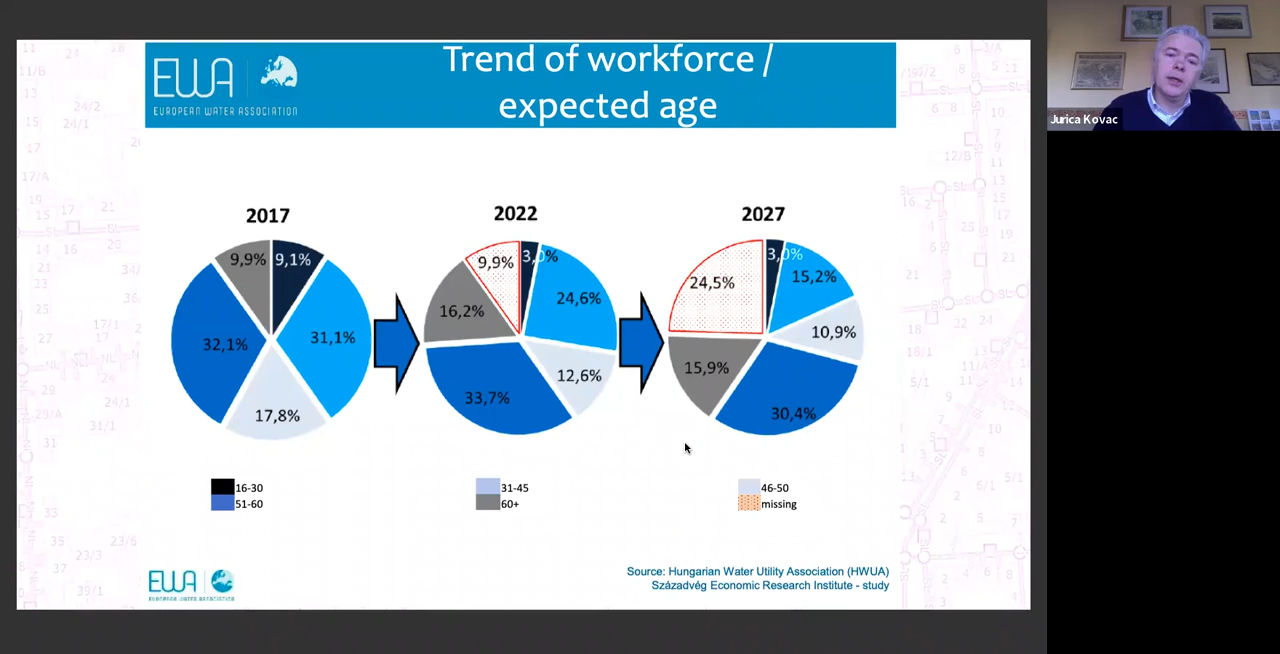 Trend of workforce /
expected age
EWA
EUROPEAN WATER ASSOCIATION
Jurica Kovac
2017
9,9%
9,1%
31,1%
17,8%
32,1%
2022
9,9%
3,0%
24,6%
12,6%
33,7%
16,2%
2027
24,5%
3,0%
15,2%
10,9%
30,4%
15,9%
16-30
51-60
31-45
60+
46-50
missing
EWA
EUROPEAN WATER ASSOCIATION
Source: Hungarian Water Utility Association (HWUA)
Századvég Economic Research Institute - study